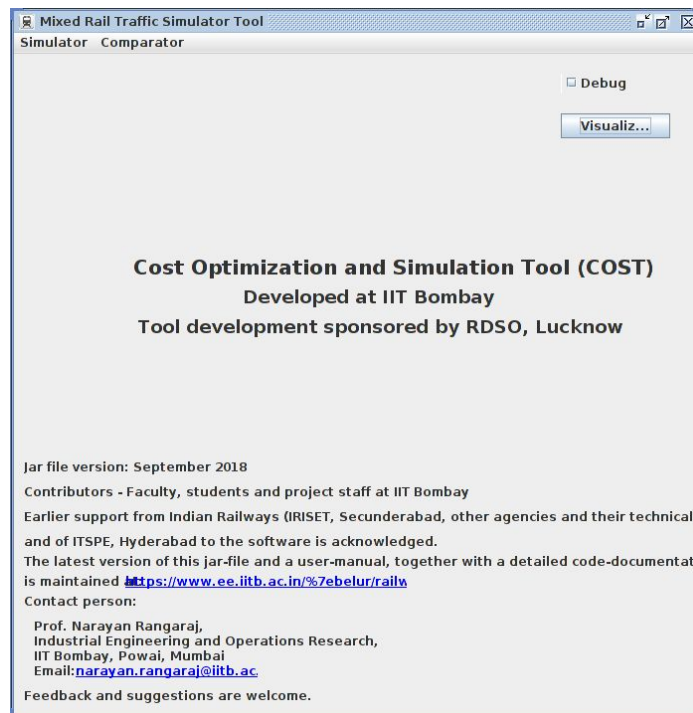 Mixed Rail Traffic Simulator Tool
Simulator Comparator
Debug
Visualiz...
Cost Optimization and Simulation Tool (COST)
Developed at IIT Bombay
Tool development sponsored by RDSO, Lucknow
Jar file version: September 2018
Contributors - Faculty, students and project staff at IIT Bombay
Earlier support from Indian Railways (IRISET, Secunderabad, other agencies and their technical
and of ITSPE, Hyderabad to the software is acknowledged.
The latest version of this jar-file and a user-manual, together with a detailed code-documentat
is maintained https://www.ee.iitb.ac.in/%7ebelur/railw
Contact person:
Prof. Narayan Rangaraj,
Industrial Engineering and Operations Research,
IIT Bombay, Powai, Mumbai
Email:narayan.rangaraj@iitb.ac.
Feedback and suggestions are welcome.